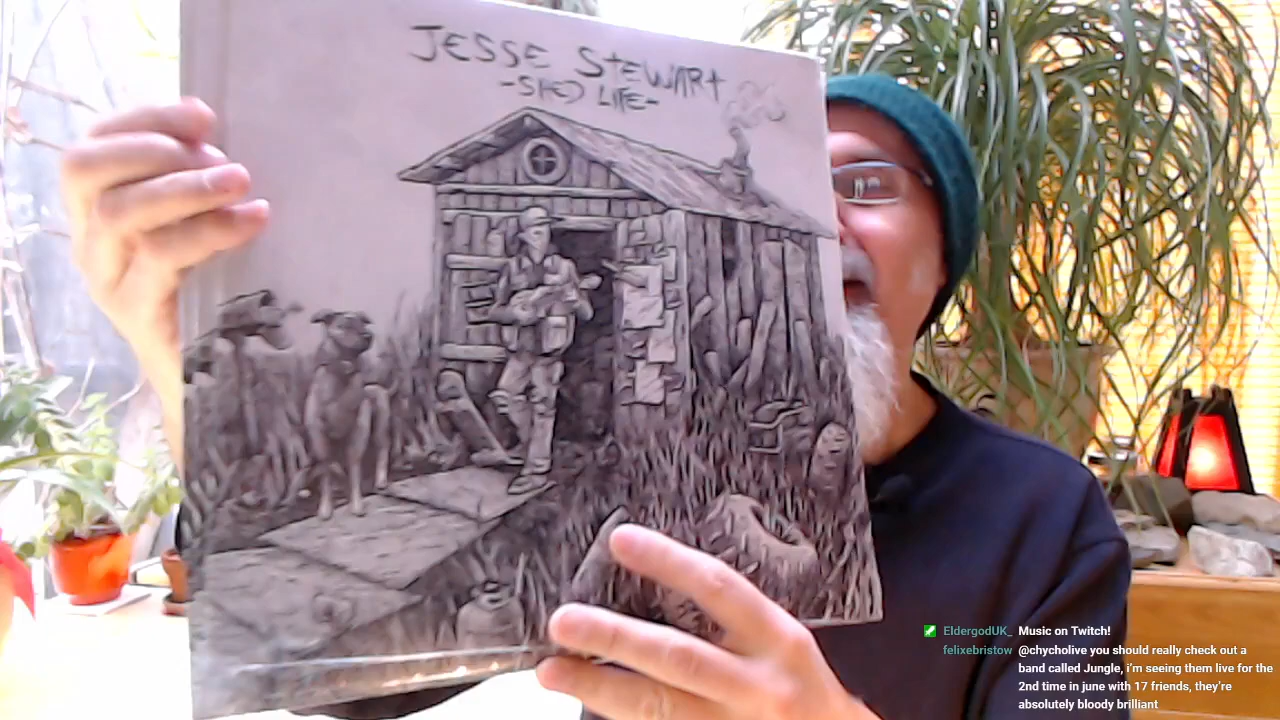 JESSE STEWART
-SHED LIFE-
EldergodUK_ Music on Twitch!
felixebristow @chycholive you should really check out a
band called Jungle, i'm seeing them live for the
2nd time in june with 17 friends, they're
absolutely bloody brilliant